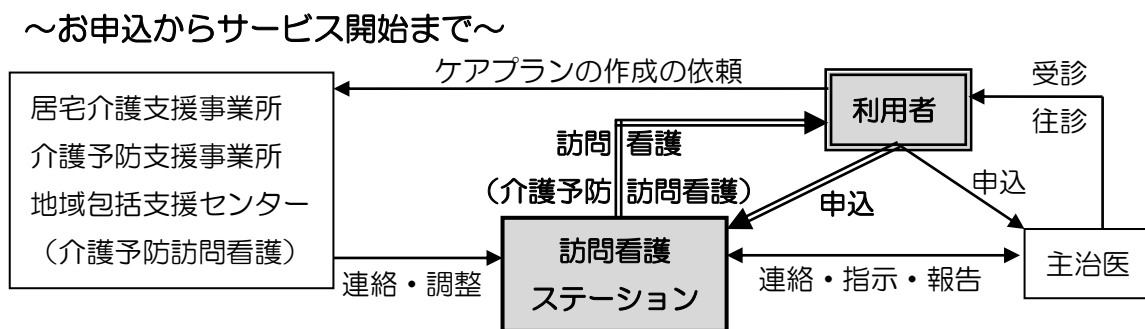 ～お申込からサービス開始まで～
ケアプランの作成の依頼
居宅介護支援事業所
介護予防支援事業所
地域包括支援センター
（介護予防訪問看護）
利用者
受診
往診
訪問看護
（介護予防訪問看護）
申込
申込
連絡・調整
訪問看護
ステーション
連絡・指示・報告
主治医